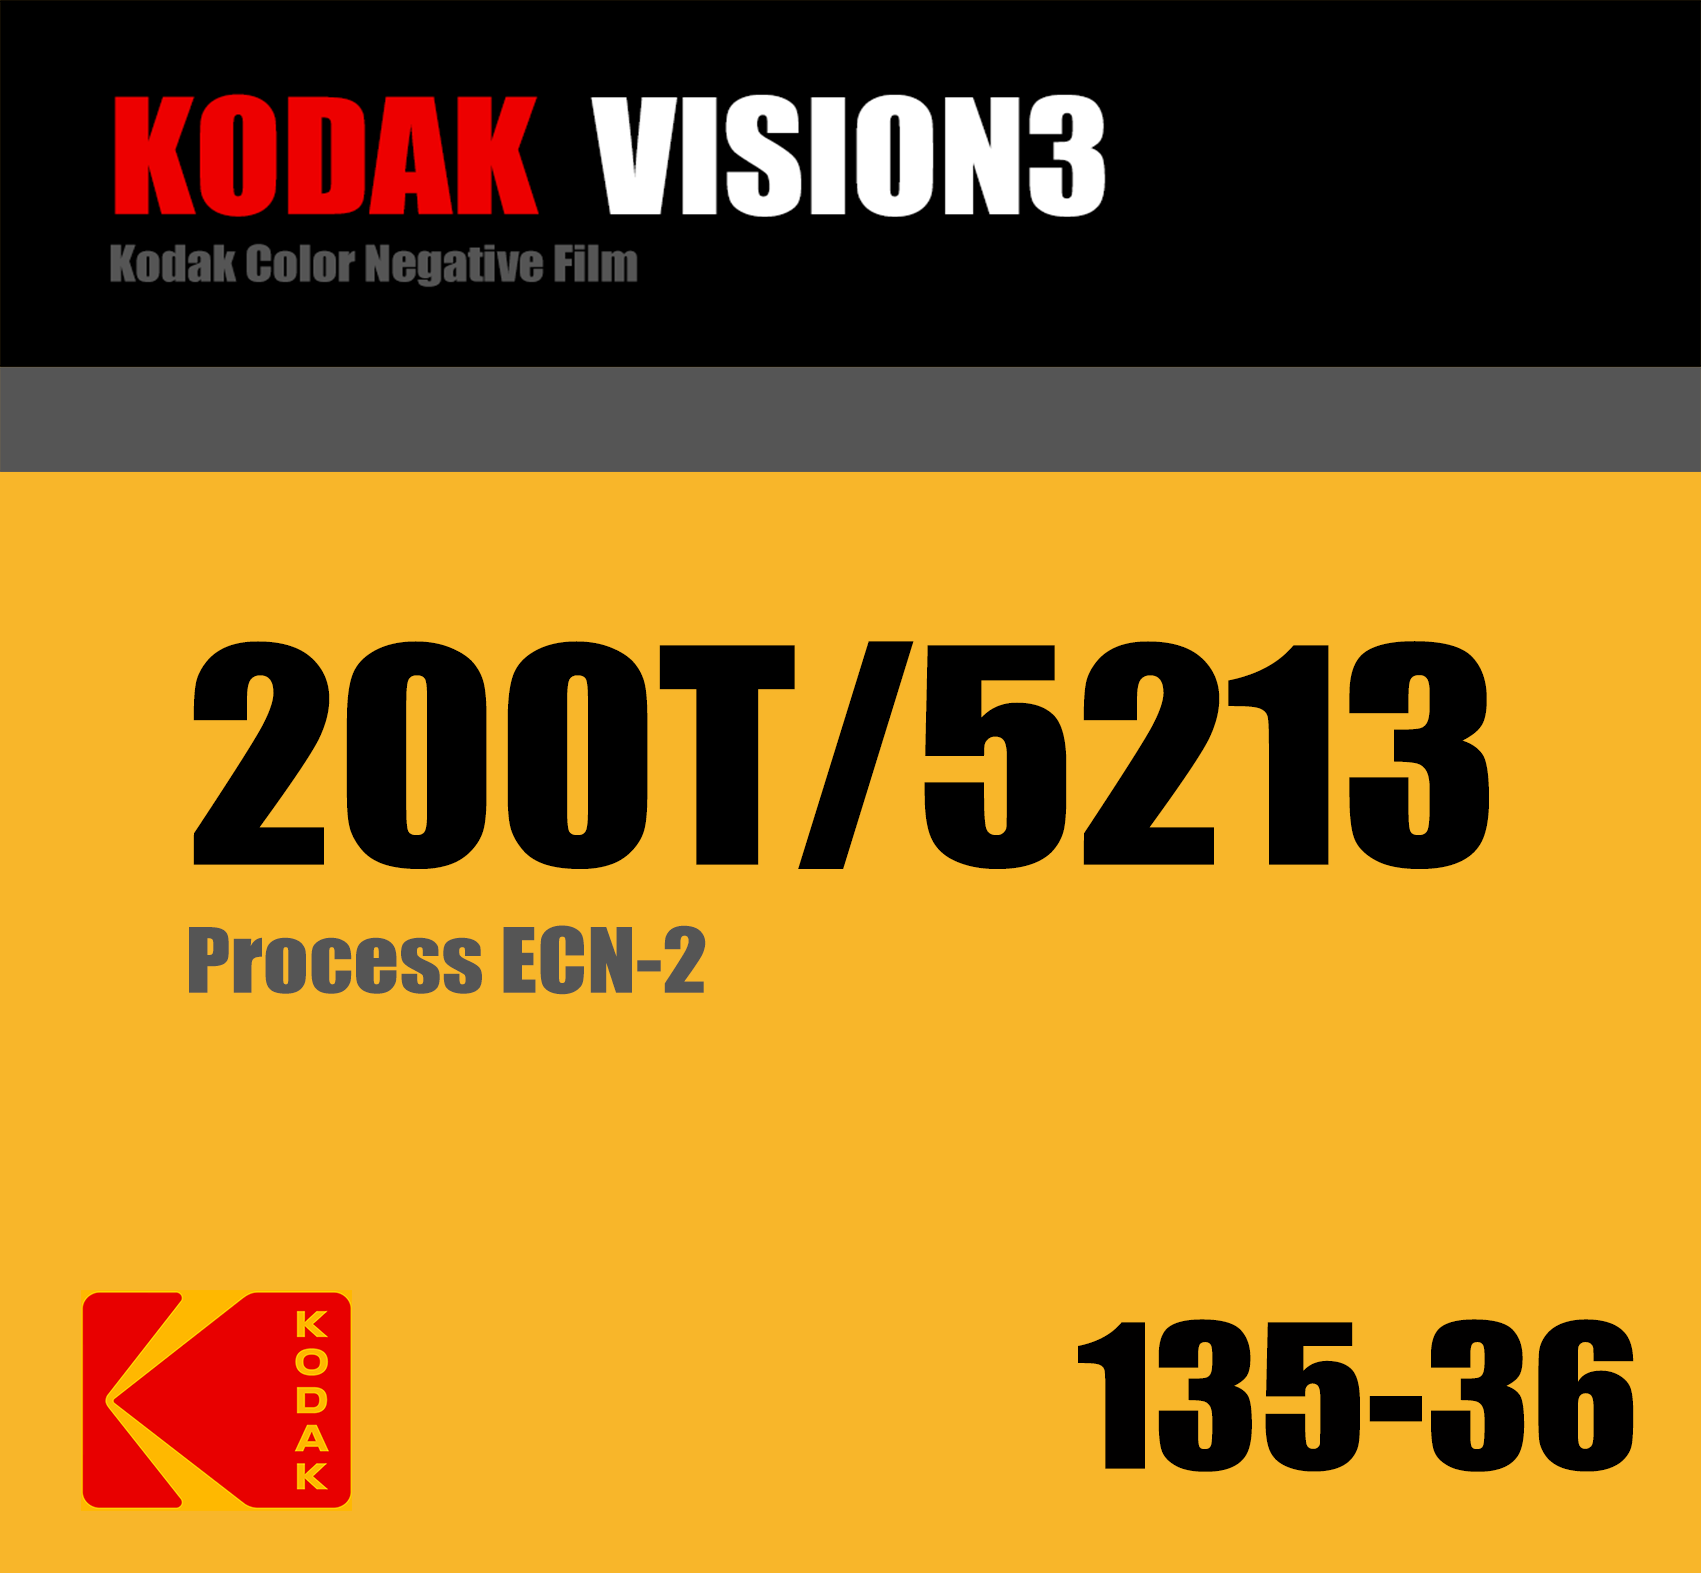 KODAK VISION3
Kodak Color Negative Film
200T/5213
Process ECN-2
KODAK
135-36